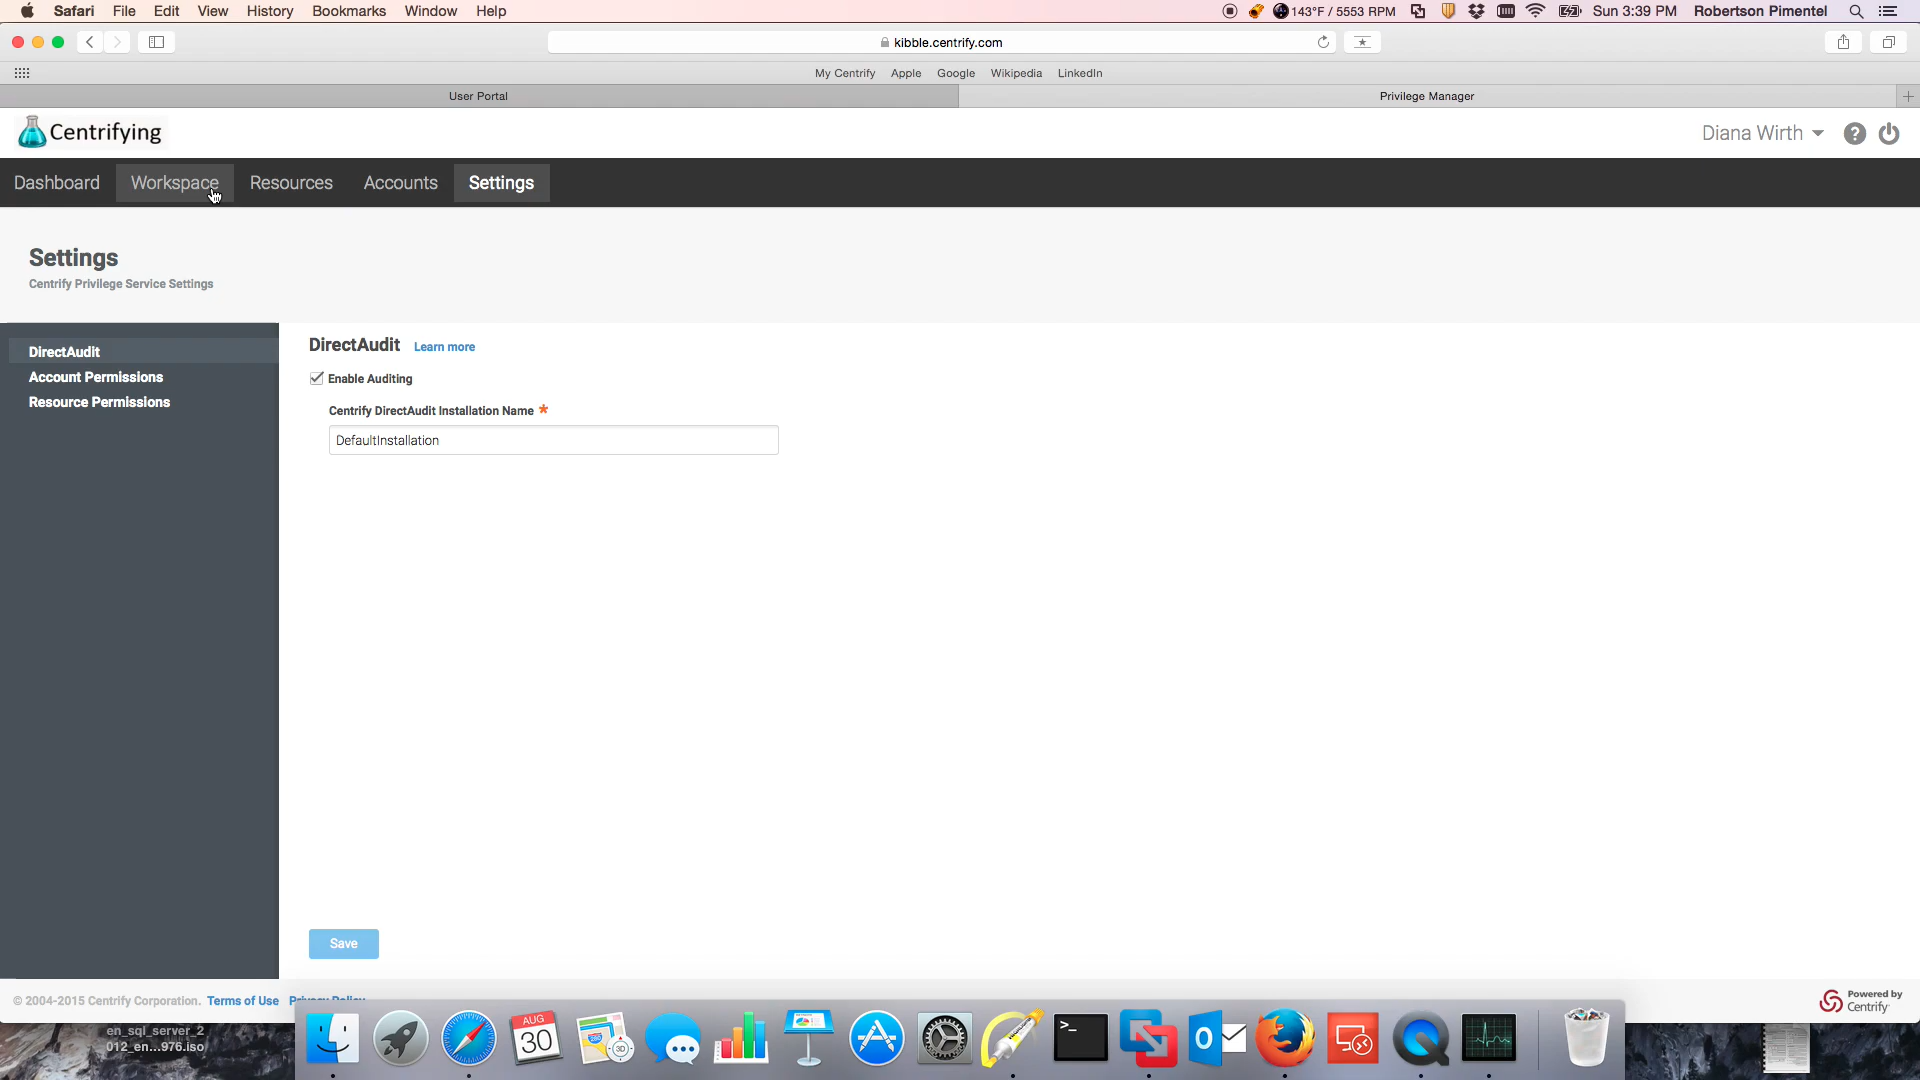 Safari File Edit View History Bookmarks Window Help 143°F / 5553 RPM Sun 3:39 PM Robertson Pimentel
kibble.centrify.com
My Centrify Apple Google Wikipedia LinkedIn
User Portal Privilege Manager
Centrifying Diana Wirth ?
Dashboard Workspace Resources Accounts Settings
Settings
Centrify Privilege Service Settings
DirectAudit
Account Permissions
Resource Permissions
DirectAudit Learn more
Enable Auditing
Centrify DirectAudit Installation Name *
DefaultInstallation
Save
© 2004-2015 Centrify Corporation. Terms of Use Privacy Policy
Powered by
Centrify
en_sql_server_2
012_en...976.iso
AUG
30